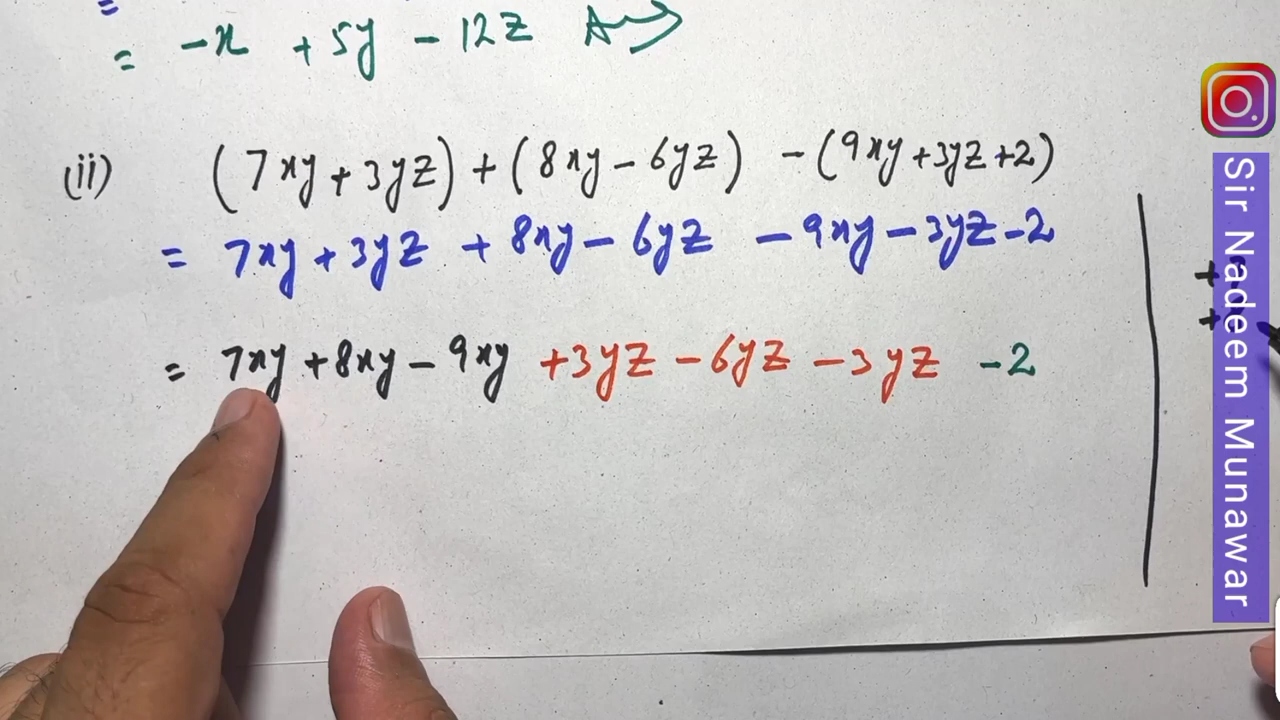 = -x + 5y - 12z A
(ii) (7xy + 3yz) + (8xy - 6yz) - (9xy + 3yz + 2)
= 7xy + 3yz + 8xy - 6yz - 9xy - 3yz - 2
= 7xy + 8xy - 9xy + 3yz - 6yz - 3yz - 2
+
+
Sir Nadeem Munawar